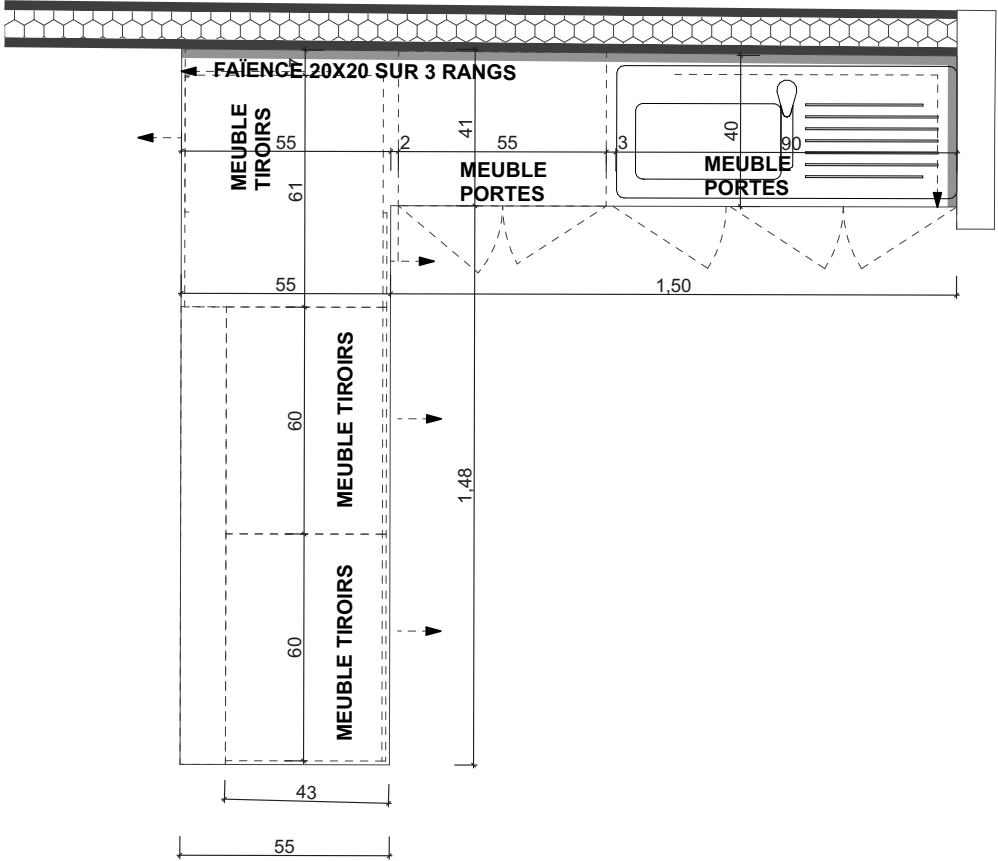 FAÏENCE 20X20 SUR 3 RANGS
MEUBLE
TIROIRS
55
2
55
3
90
41
40
MEUBLE
PORTES
MEUBLE
PORTES
61
55
1,50
60
MEUBLE TIROIRS
1,48
60
MEUBLE TIROIRS
43
55